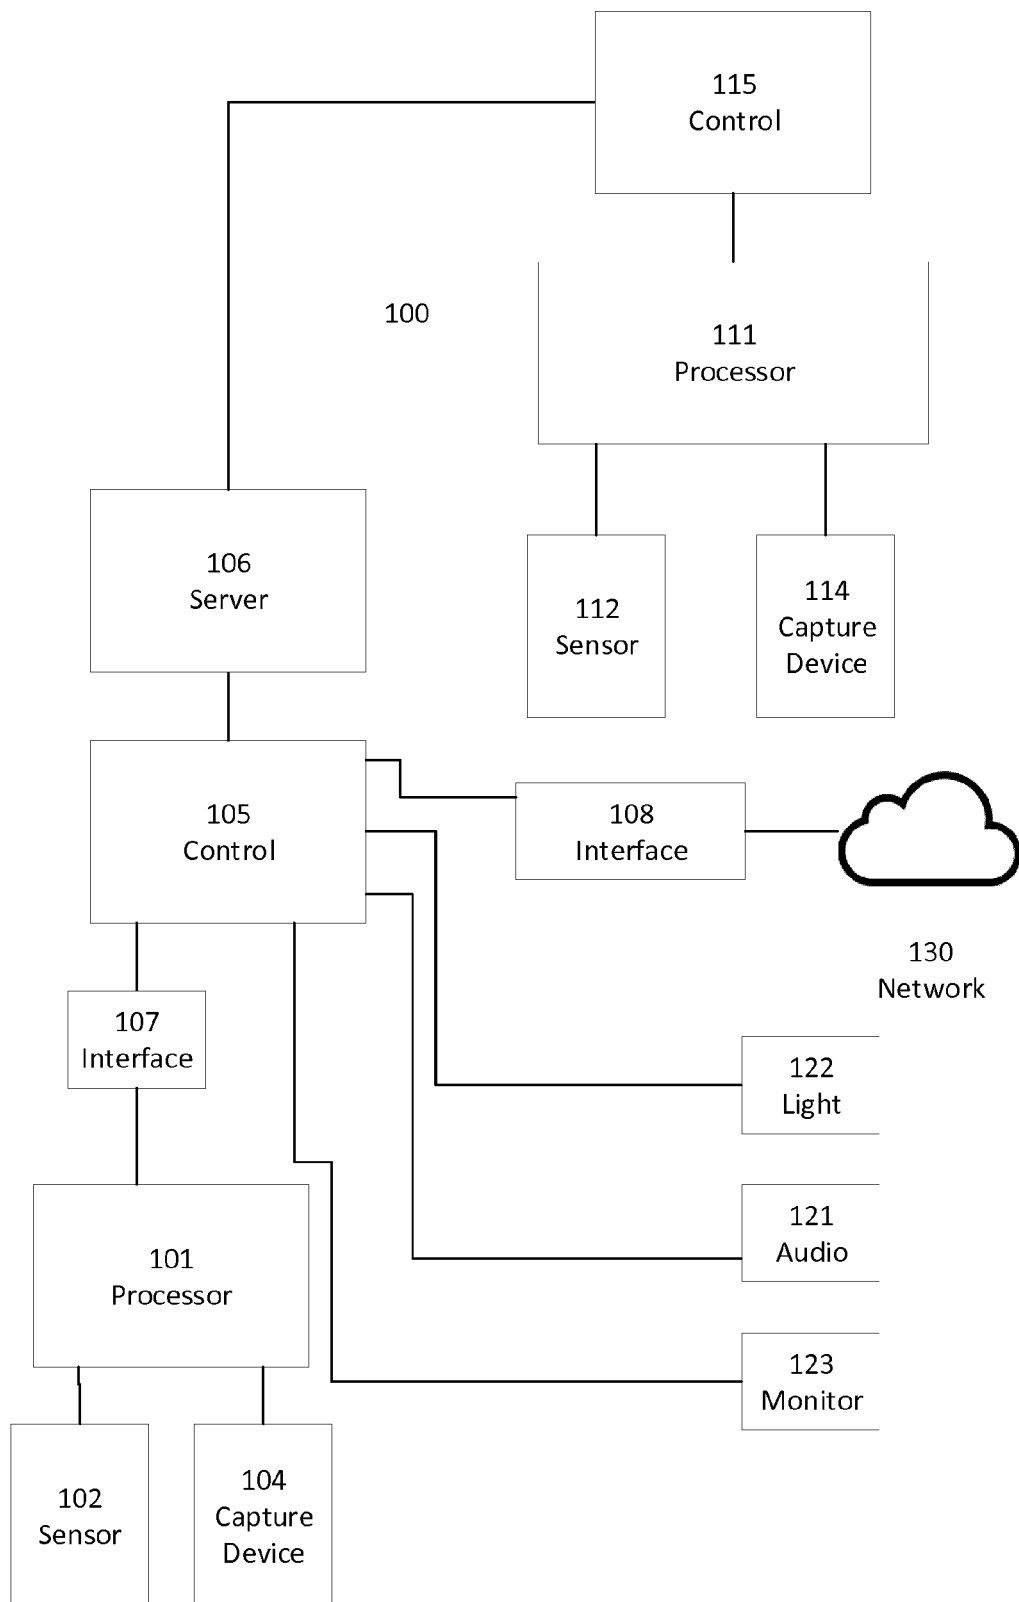 115
Control
100
111
Processor
106
Server
112
Sensor
114
Capture
Device
105
Control
108
Interface
130
Network
107
Interface
122
Light
121
Audio
101
Processor
123
Monitor
102
Sensor
104
Capture
Device